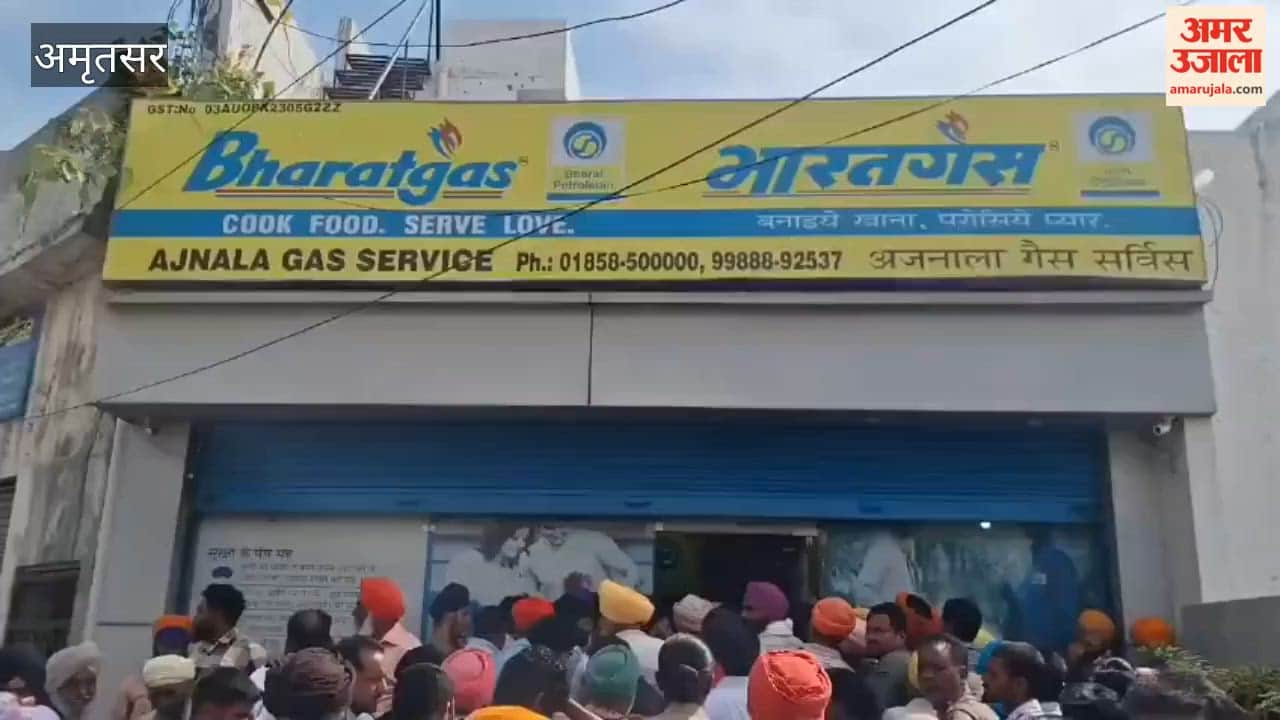 अमृतसर
अमर
उजाला
amarujala.com
GST:No 03AUOPK2305G2ZZ
Bharatgas
Bharat
Petroleum
भारतगैस
COOK FOOD. SERVE LOVE.
बनाइये खाना, परोसिये प्यार.
AJNALA GAS SERVICE Ph.: 01858-500000, 99888-92537 अजनाला गैस सर्विस